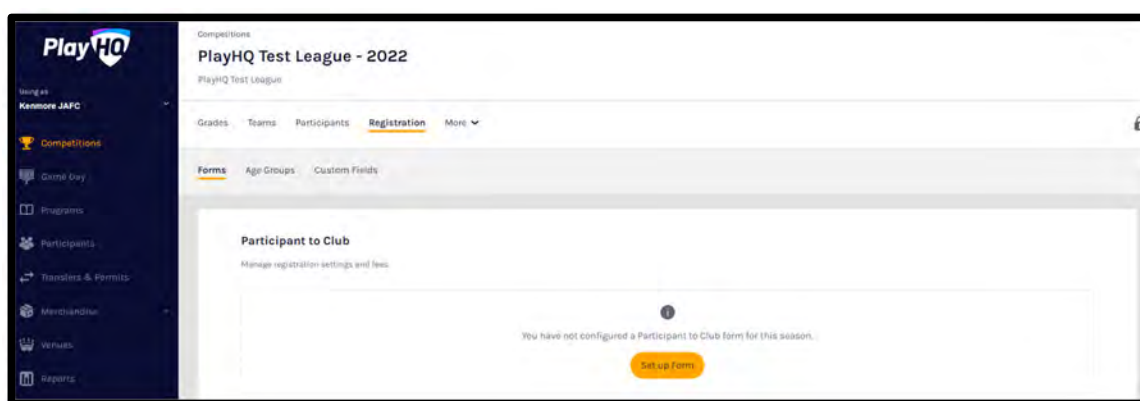 PlayHQ
Using as
Kenmore JAFC
Competitions
Game Day
Programs
Participants
Transfers & Permits
Merchandise
Venues
Reports
Competitions
PlayHQ Test League - 2022
PlayHQ Test League
Grades Teams Participants Registration More
Forms Age Groups Custom Fields
Participant to Club
Manage registration settings and fees
You have not configured a Participant to Club form for this season.
Set up Form